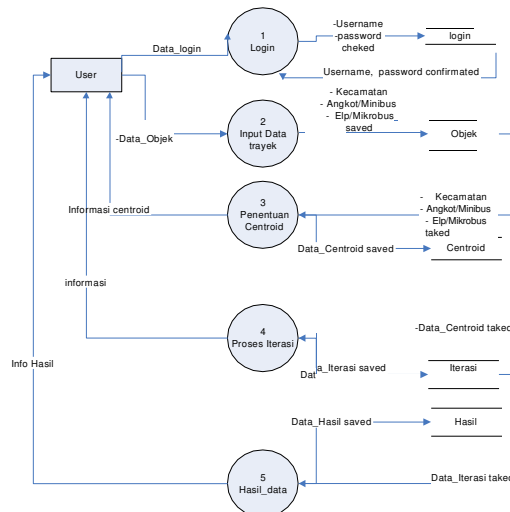 1
Login
-Username
-password
cheked
login
Data_login
User
Username, password confirmated
- Kecamatan
- Angkot/Minibus
- Elp/Mikrobus
saved
2
Input Data
trayek
-Data_Objek
Objek
3
Penentuan
Centroid
Informasi centroid
- Kecamatan
- Angkot/Minibus
- Elp/Mikrobus
taked
Data_Centroid saved
Centroid
informasi
4
Proses Iterasi
-Data_Centroid taked
Data_Iterasi saved
Iterasi
Info Hasil
Data_Hasil saved
Hasil
5
Hasil_data
Data_Iterasi taked